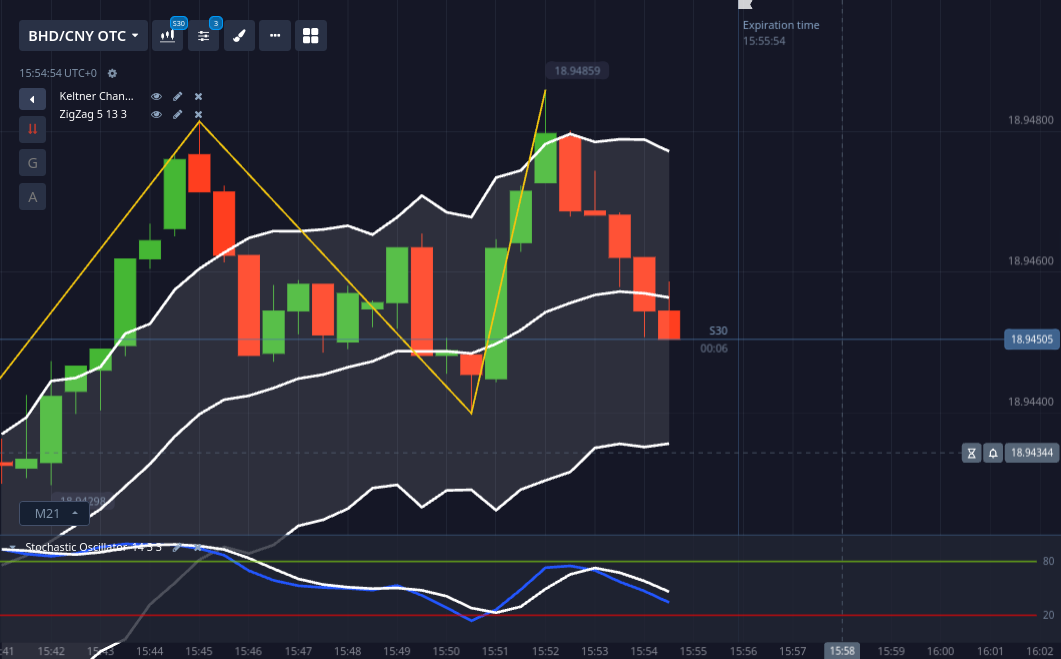 BHD/CNY OTC
S30
3
Expiration time
15:55:54
15:54:54 UTC+0
18.94859
Keltner Chan...
ZigZag 5 13 3
G
A
18.94800
18.94600
S30
00:06
18.94505
18.94400
18.94344
18.94298
M21
Stochastic Oscillator 14 3 3
80
20
:41 15:42 15:43 15:44 15:45 15:46 15:47 15:48 15:49 15:50 15:51 15:52 15:53 15:54 15:55 15:56 15:57 15:58 15:59 16:00 16:01 16:02